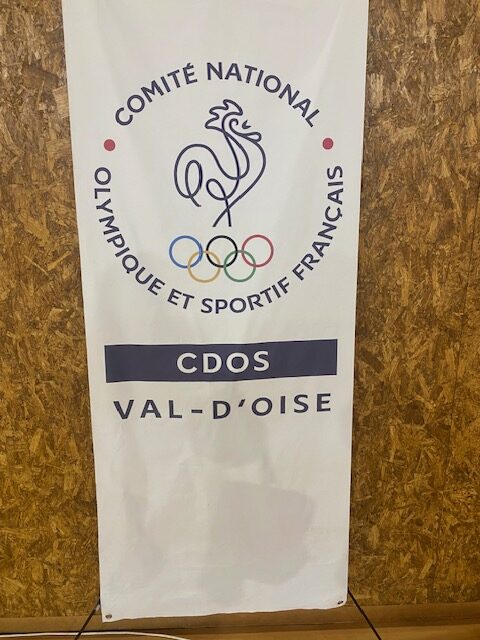 COMITÉ NATIONAL
OLYMPIQUE ET SPORTIF FRANÇAIS
CDOS
VAL-D'OISE